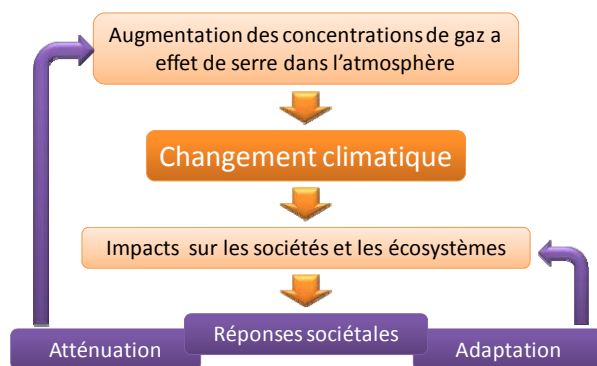 Augmentation des concentrations de gaz a
effet de serre dans l'atmosphère
Changement climatique
Impacts sur les sociétés et les écosystèmes
Réponses sociétales
Atténuation
Adaptation